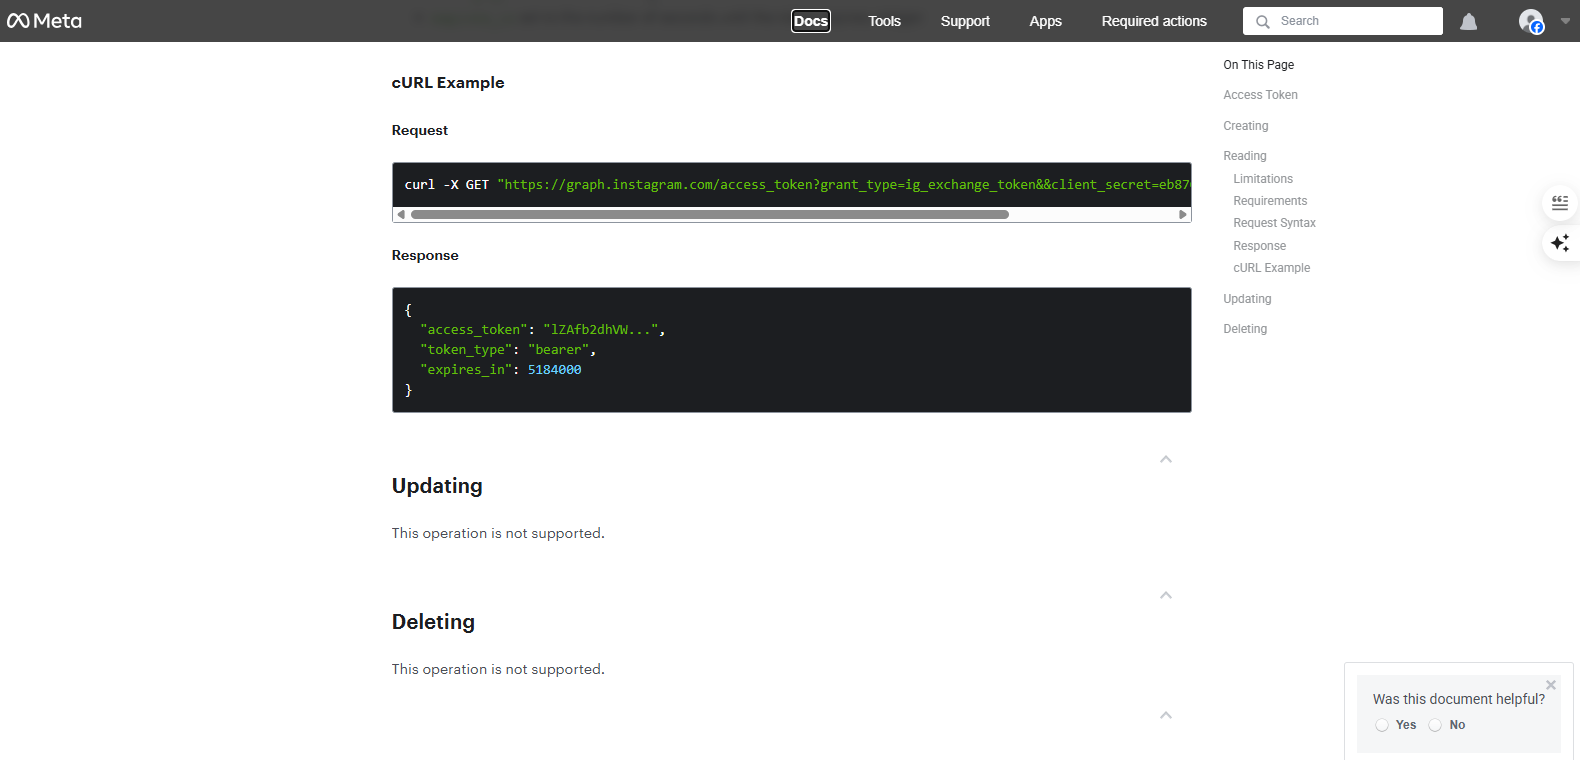 Meta
Docs
Tools
Support
Apps
Required actions
Search
cURL Example
Request
curl -X GET "https://graph.instagram.com/access_token?grant_type=ig_exchange_token&&client_secret=eb87
Response
{
"access_token": "lZAfb2dhVW...",
"token_type": "bearer",
"expires_in": 5184000
}
Updating
This operation is not supported.
Deleting
This operation is not supported.
On This Page
Access Token
Creating
Reading
Limitations
Requirements
Request Syntax
Response
cURL Example
Updating
Deleting
Was this document helpful?
Yes
No